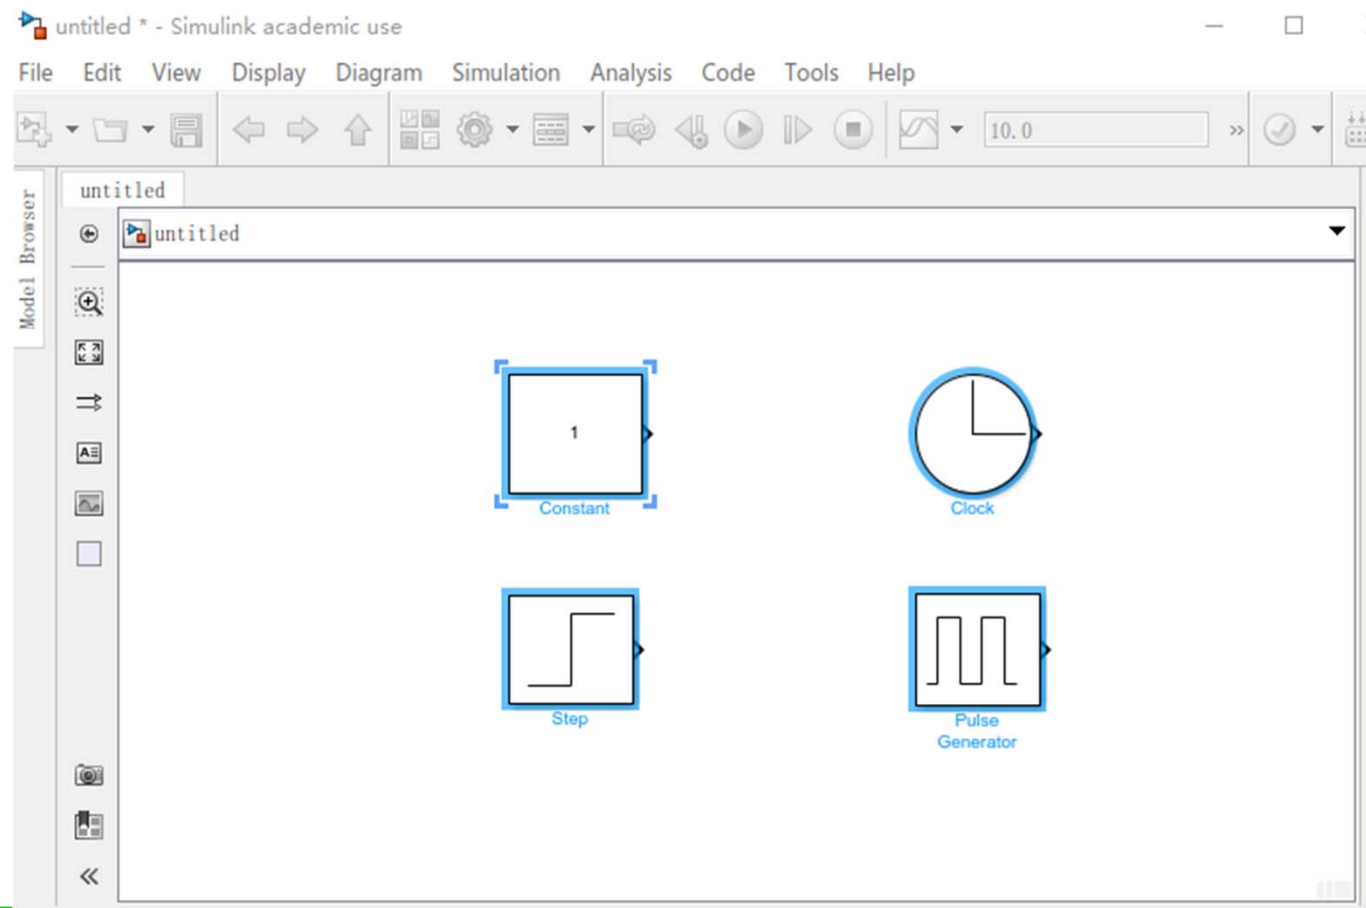 untitled * - Simulink academic use
File Edit View Display Diagram Simulation Analysis Code Tools Help
10.0
Model Browser
untitled
untitled
1
Constant
Clock
Step
Pulse
Generator